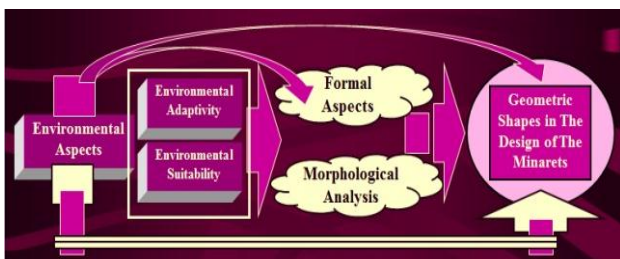 Environmental
Aspects
Environmental
Adaptivity
Environmental
Suitability
Formal
Aspects
Morphological
Analysis
Geometric
Shapes in The
Design of The
Minarets